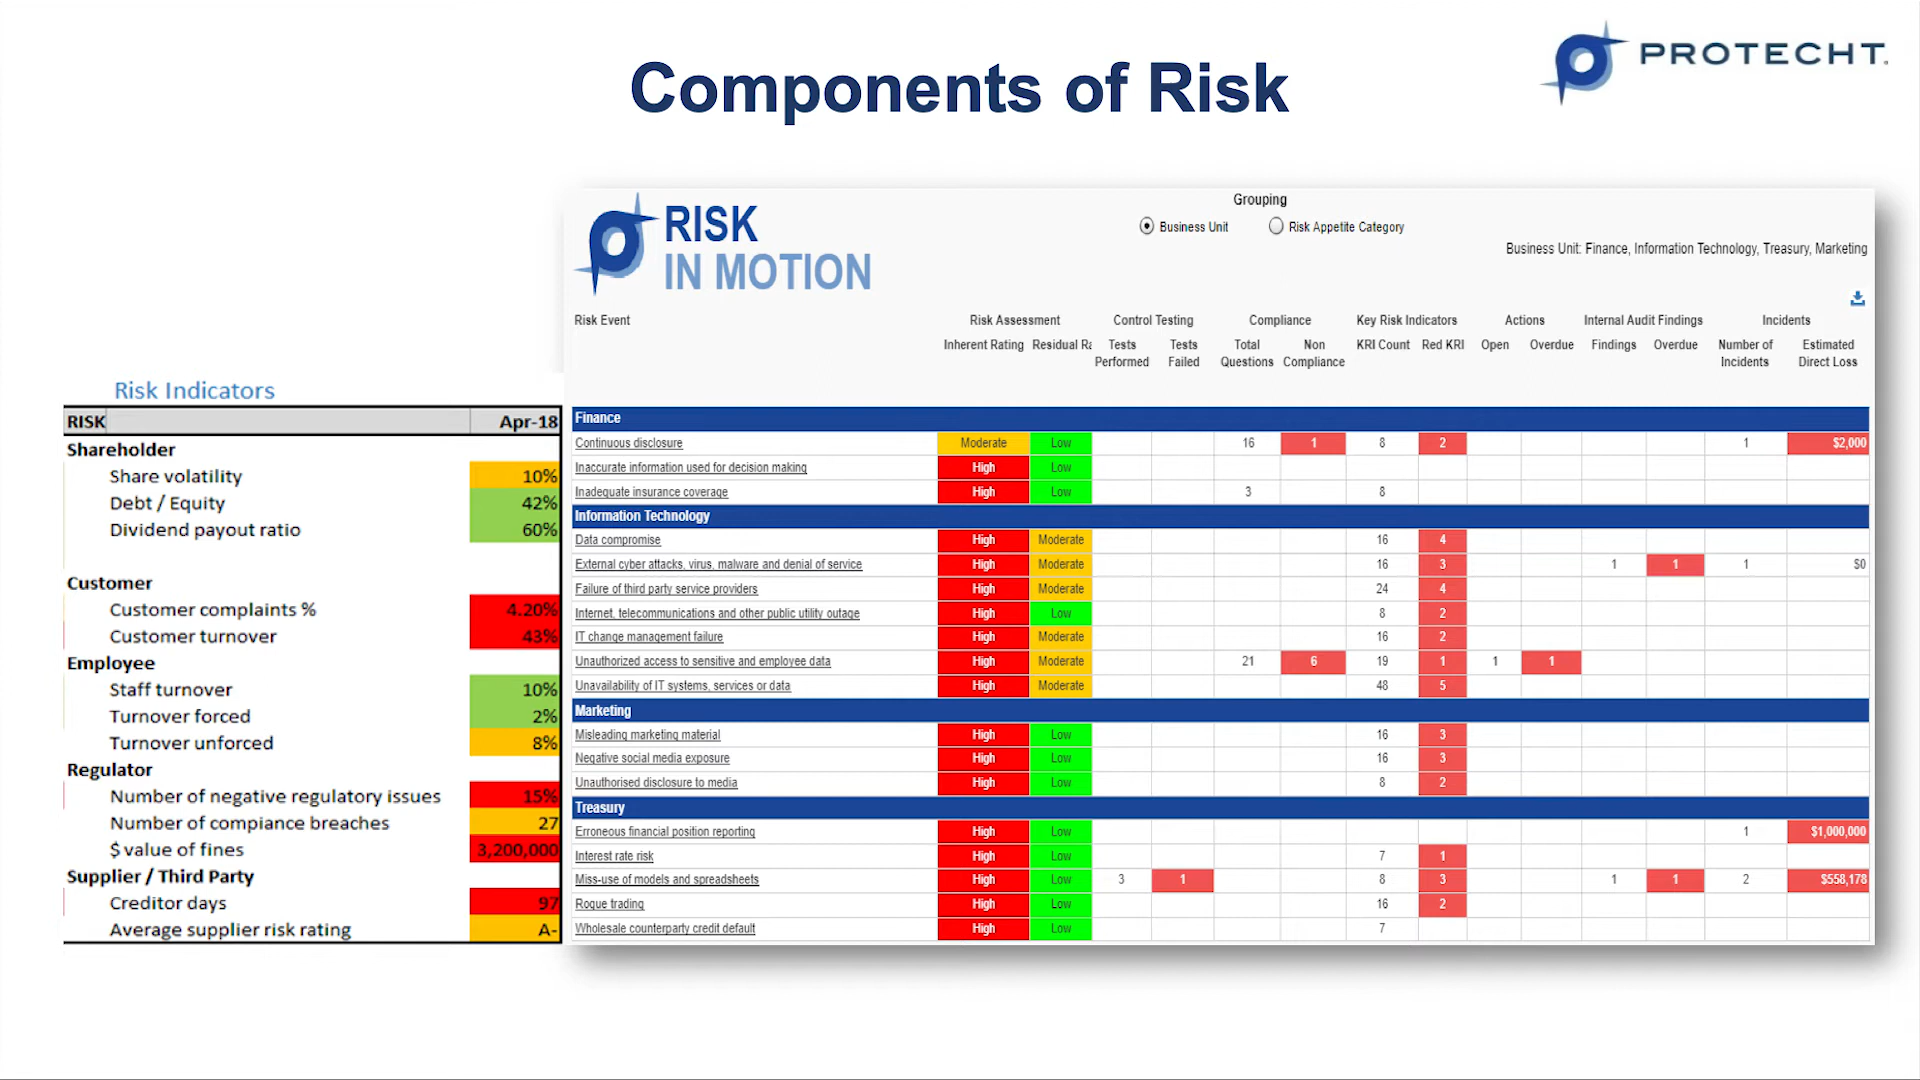 Components of Risk
PROTECHT.
RISK
IN MOTION
Grouping
Business Unit Risk Appetite Category
Business Unit: Finance, Information Technology, Treasury, Marketing
Risk Event Risk Assessment Control Testing Compliance Key Risk Indicators Actions Internal Audit Findings Incidents
Inherent Rating Residual Ra Tests Performed Tests Failed Total Questions Non Compliance KRI Count Red KRI Open Overdue Findings Overdue Number of Incidents Estimated Direct Loss
Finance
Continuous disclosure Moderate Low 16 1 8 2 1 $2,000
Inaccurate information used for decision making High Low
Inadequate insurance coverage High Low 3 8
Information Technology
Data compromise High Moderate 16 4
External cyber attacks, virus, malware and denial of service High Moderate 16 3 1 1 1 $0
Failure of third party service providers High Moderate 24 4
Internet, telecommunications and other public utility outage High Low 8 2
IT change management failure High Moderate 16 2
Unauthorized access to sensitive and employee data High Moderate 21 6 19 1 1 1
Unavailability of IT systems, services or data High Moderate 48 5
Marketing
Misleading marketing material High Low 16 3
Negative social media exposure High Low 16 3
Unauthorised disclosure to media High Low 8 2
Treasury
Erroneous financial position reporting High Low 1 $1,000,000
Interest rate risk High Low 7 1
Miss-use of models and spreadsheets High Low 3 1 8 3 1 1 2 $558,178
Rogue trading High Low 16 2
Wholesale counterparty credit default High Low 7
Risk Indicators
RISK Apr-18
Shareholder
Share volatility 10%
Debt / Equity 42%
Dividend payout ratio 60%
Customer
Customer complaints % 4.20%
Customer turnover 43%
Employee
Staff turnover 10%
Turnover forced 2%
Turnover unforced 8%
Regulator
Number of negative regulatory issues 15%
Number of compiance breaches 27
$ value of fines 3,200,000
Supplier / Third Party
Creditor days 97
Average supplier risk rating A-